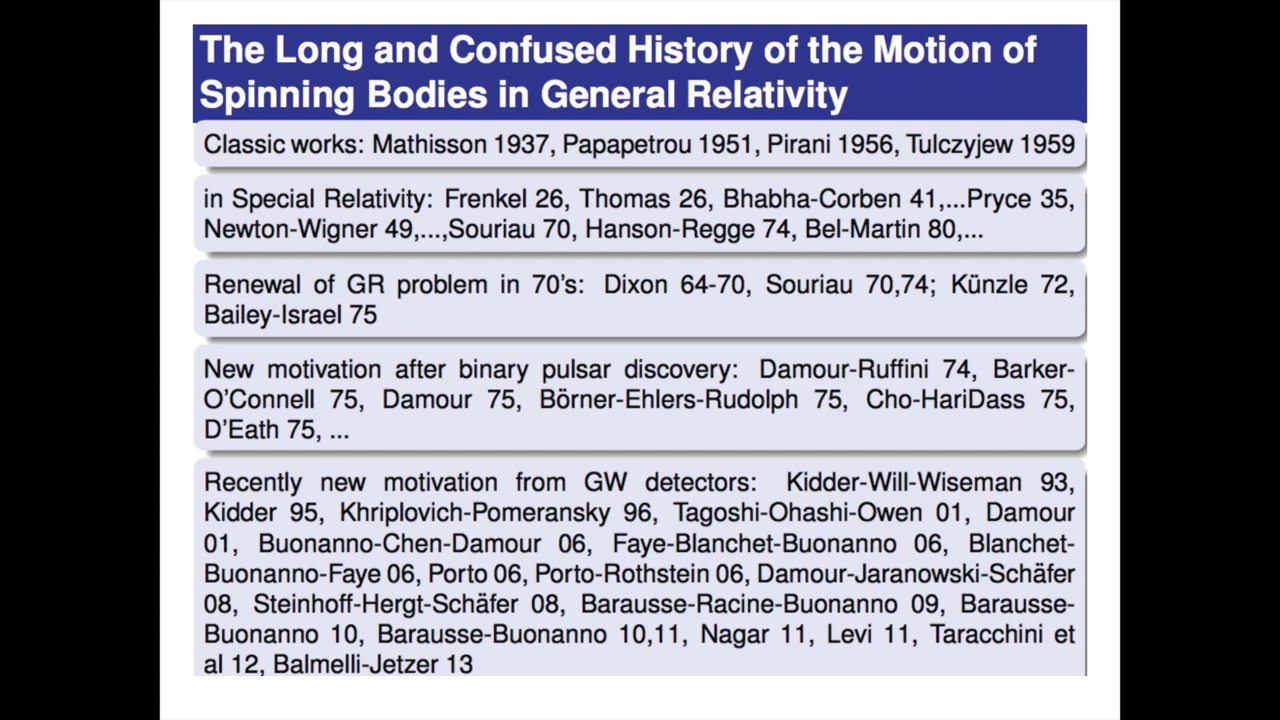 The Long and Confused History of the Motion of
Spinning Bodies in General Relativity
Classic works: Mathisson 1937, Papapetrou 1951, Pirani 1956, Tulczyjew 1959
in Special Relativity: Frenkel 26, Thomas 26, Bhabha-Corben 41,...Pryce 35,
Newton-Wigner 49,...,Souriau 70, Hanson-Regge 74, Bel-Martin 80,...
Renewal of GR problem in 70's: Dixon 64-70, Souriau 70,74; Künzle 72,
Bailey-Israel 75
New motivation after binary pulsar discovery: Damour-Ruffini 74, Barker-
O'Connell 75, Damour 75, Börner-Ehlers-Rudolph 75, Cho-HariDass 75,
D'Eath 75, ...
Recently new motivation from GW detectors: Kidder-Will-Wiseman 93,
Kidder 95, Khriplovich-Pomeransky 96, Tagoshi-Ohashi-Owen 01, Damour
01, Buonanno-Chen-Damour 06, Faye-Blanchet-Buonanno 06, Blanchet-
Buonanno-Faye 06, Porto 06, Porto-Rothstein 06, Damour-Jaranowski-Schäfer
08, Steinhoff-Hergt-Schäfer 08, Barausse-Racine-Buonanno 09, Barausse-
Buonanno 10, Barausse-Buonanno 10,11, Nagar 11, Levi 11, Taracchini et
al 12, Balmelli-Jetzer 13